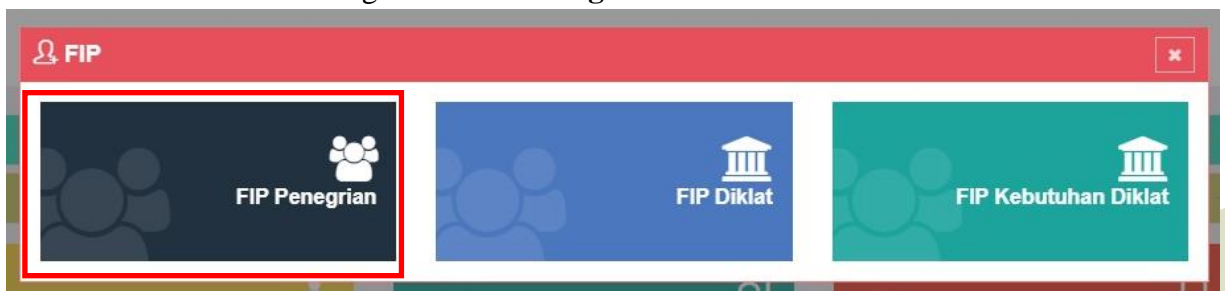 FIP
FIP Penegrian
FIP Diklat
FIP Kebutuhan Diklat